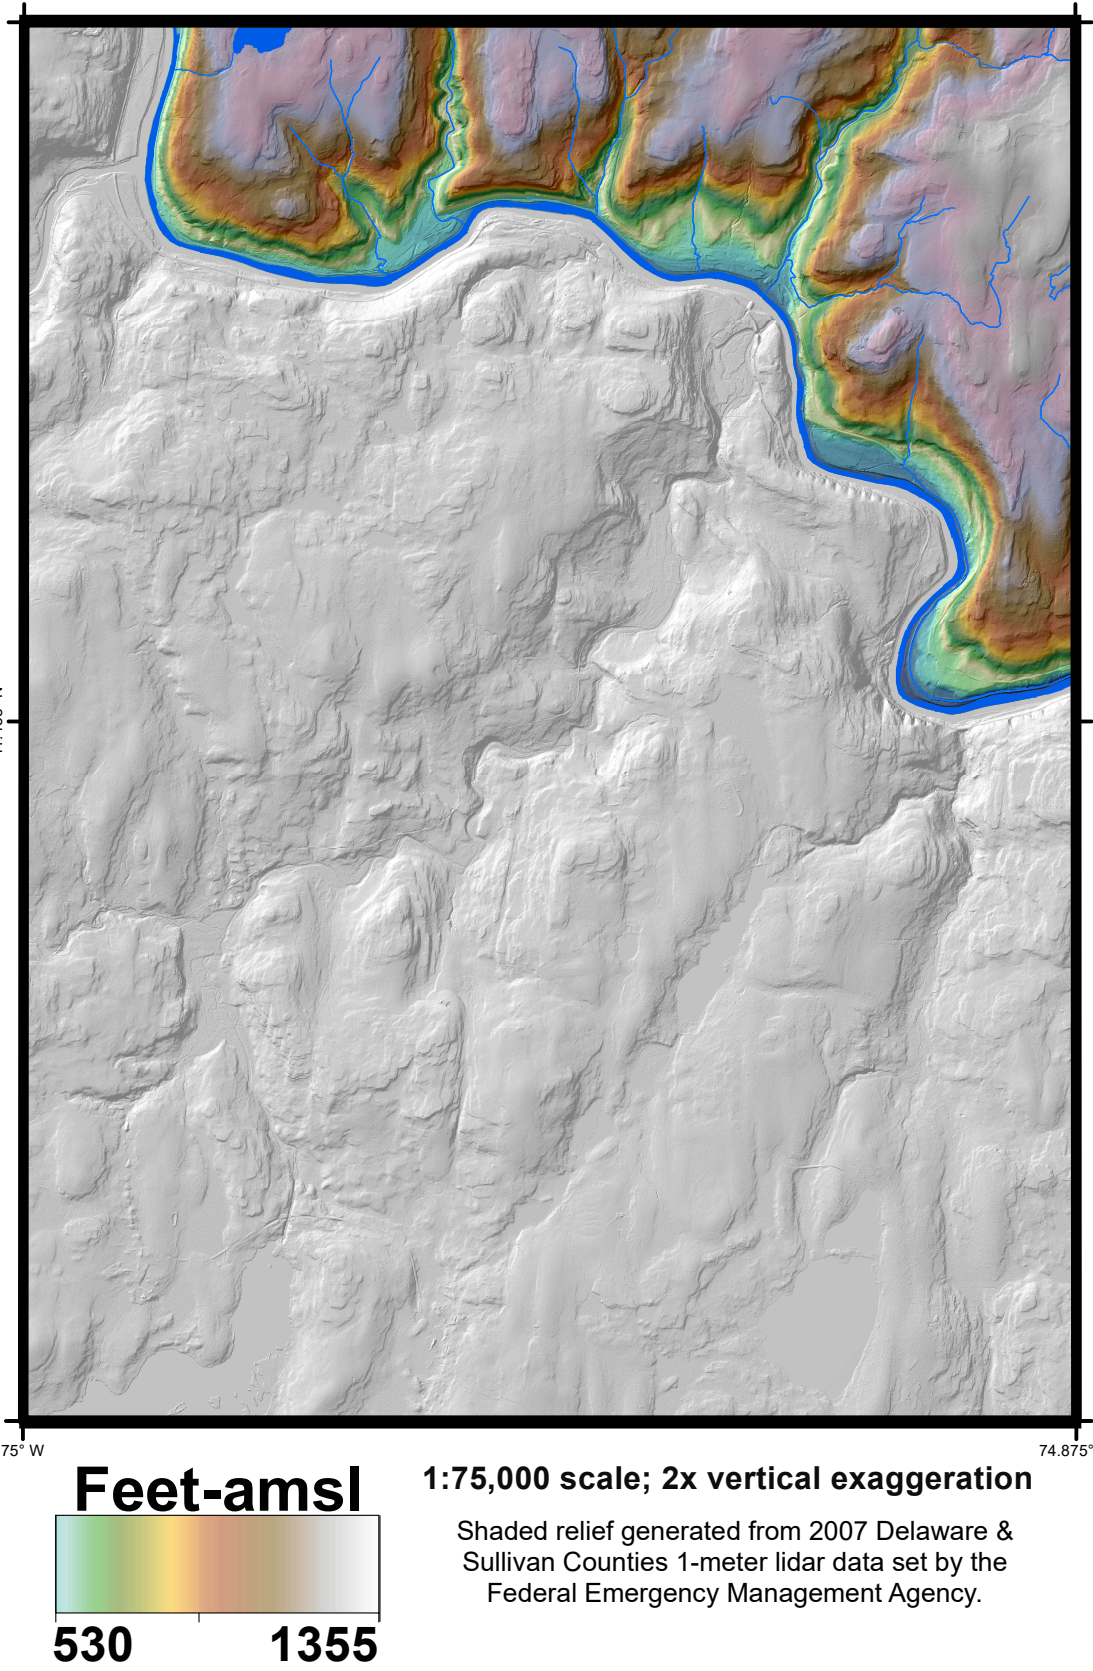 75° W
74.875°
Feet-amsl
530
1355
1:75,000 scale; 2x vertical exaggeration
Shaded relief generated from 2007 Delaware &
Sullivan Counties 1-meter lidar data set by the
Federal Emergency Management Agency.